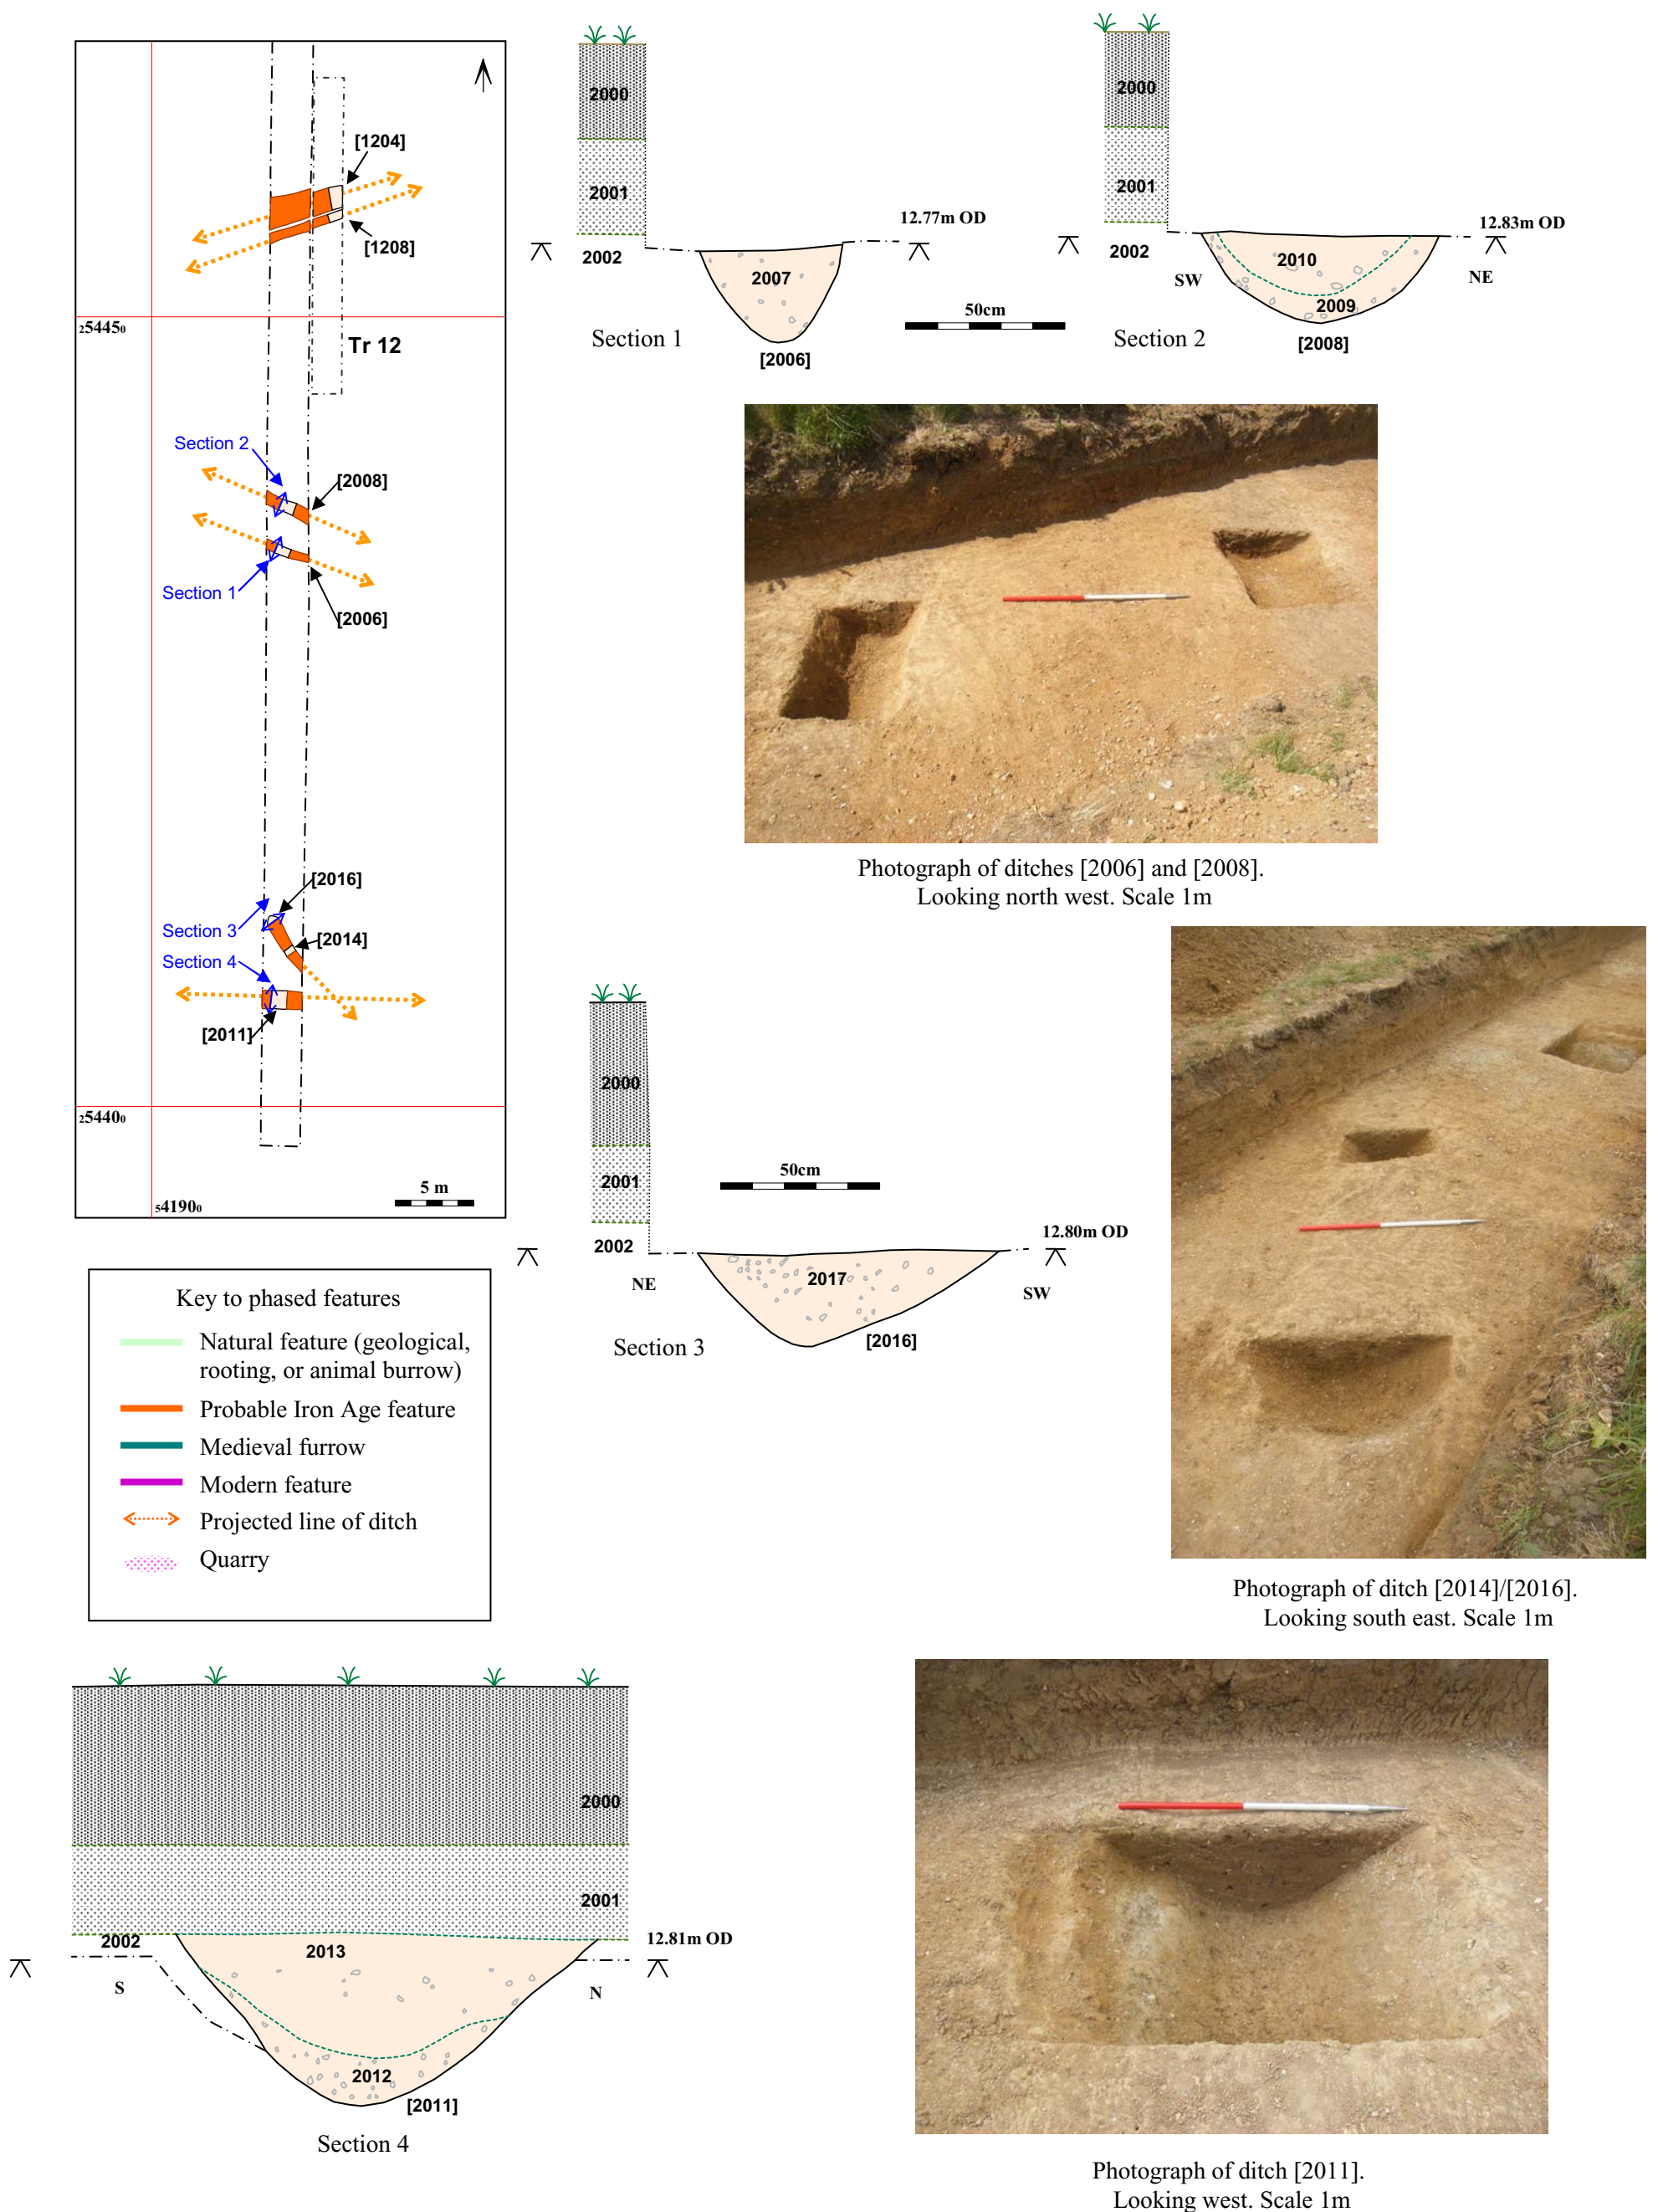 [1204]
[1208]
254450
Tr 12
Section 2
[2008]
Section 1
[2006]
[2016]
Section 3
[2014]
Section 4
[2011]
254400
5 m
541900
2000
2001
2002
12.77m OD
2007
50cm
Section 1
[2006]
2000
2001
2002
12.83m OD
SW
2010
NE
2009
Section 2
[2008]
Photograph of ditches [2006] and [2008].
Looking north west. Scale 1m
2000
2001
50cm
2002
12.80m OD
NE
2017
SW
[2016]
Section 3
Photograph of ditch [2014]/[2016].
Looking south east. Scale 1m
Key to phased features
Natural feature (geological,
rooting, or animal burrow)
Probable Iron Age feature
Medieval furrow
Modern feature
Projected line of ditch
Quarry
2000
2001
2002
2013
12.81m OD
S
N
2012
[2011]
Section 4
Photograph of ditch [2011].
Looking west. Scale 1m